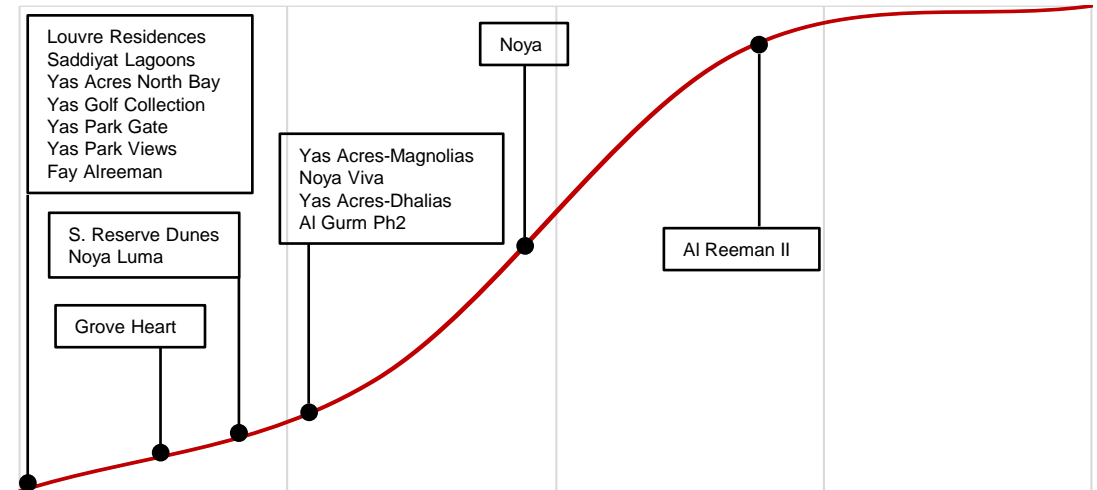 Louvre Residences
Saddiyat Lagoons
Yas Acres North Bay
Yas Golf Collection
Yas Park Gate
Yas Park Views
Fay Alreeman
S. Reserve Dunes
Noya Luma
Grove Heart
Yas Acres-Magnolias
Noya Viva
Yas Acres-Dhalias
Al Gurm Ph2
Noya
Al Reeman II